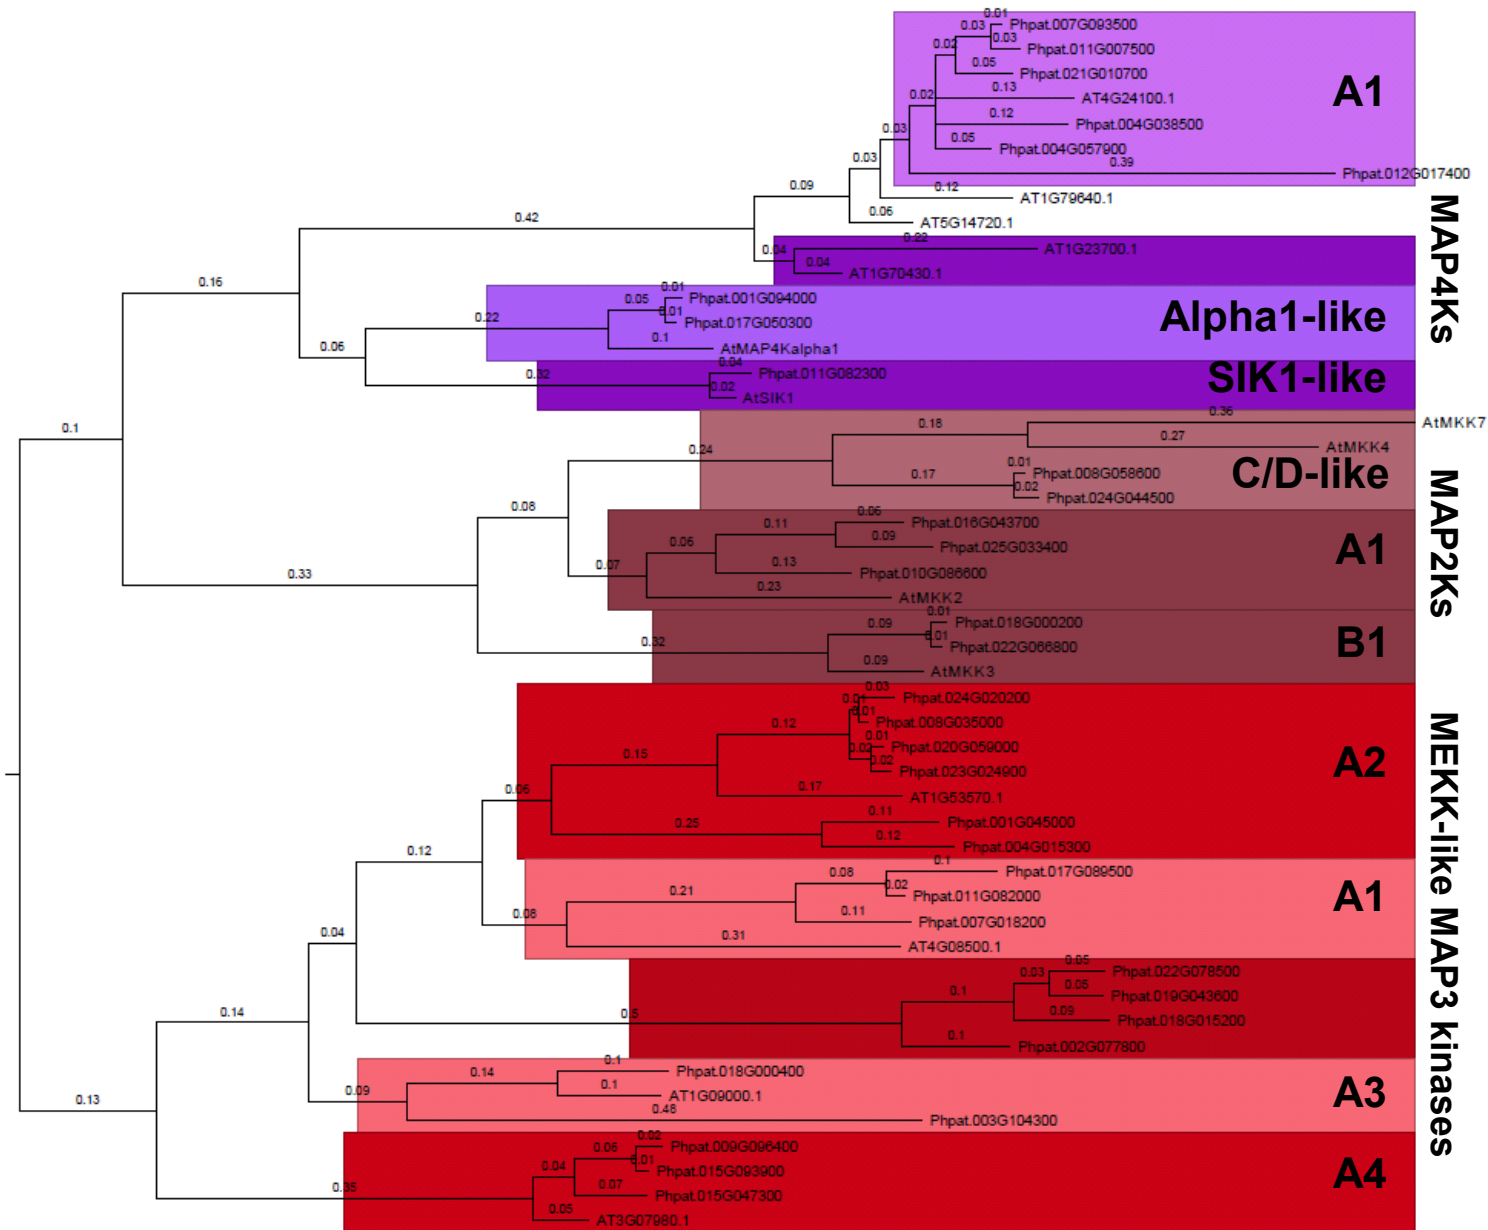 0.01
Phpat.007G093500
0.03
0.03
Phpat.011G007500
0.02
0.05
Phpat.021G010700
0.13
AT4G24100.1
A1
0.02
0.12
Phpat.004G038500
0.03
0.05
Phpat.004G057900
0.39
Phpat.012G017400
0.03
0.12
AT1G79640.1
0.09
0.06
AT5G14720.1
0.42
0.22
AT1G23700.1
0.04
0.04
AT1G70430.1
MAP4Ks
0.16
0.01
Phpat.001G094000
0.05
0.01
Phpat.017G050300
0.22
Alpha1-like
0.1
AtMAP4Kalpha1
0.06
0.04
Phpat.011G082300
0.32
0.02
AtSIK1
SIK1-like
0.1
0.36
AtMKK7
0.18
0.27
AtMKK4
0.24
0.01
Phpat.008G058600
C/D-like
0.17
0.02
Phpat.024G044500
0.08
0.06
Phpat.016G043700
0.11
0.09
Phpat.025G033400
0.06
A1
0.13
Phpat.010G086600
0.07
0.23
AtMKK2
MAP2Ks
0.33
0.01
Phpat.018G000200
0.09
0.01
Phpat.022G066800
0.32
B1
0.09
AtMKK3
0.03
Phpat.024G020200
0.01
0.01
Phpat.008G035000
0.12
0.01
Phpat.020G059000
0.02
0.02
Phpat.023G024900
0.15
A2
0.17
AT1G53570.1
0.06
0.11
Phpat.001G045000
0.25
0.12
Phpat.004G015300
0.12
0.1
Phpat.017G089500
0.08
0.02
Phpat.011G082000
0.21
A1
0.11
Phpat.007G018200
0.08
0.31
AT4G08500.1
0.04
0.05
Phpat.022G078500
0.03
0.05
Phpat.019G043600
0.1
0.09
Phpat.018G015200
0.5
0.1
Phpat.002G077800
MEKK-like MAP3 kinases
0.14
0.1
Phpat.018G000400
0.14
0.1
AT1G09000.1
0.09
A3
0.48
Phpat.003G104300
0.13
0.02
Phpat.009G096400
0.06
0.01
Phpat.015G093900
0.04
0.07
Phpat.015G047300
0.35
A4
0.05
AT3G07980.1